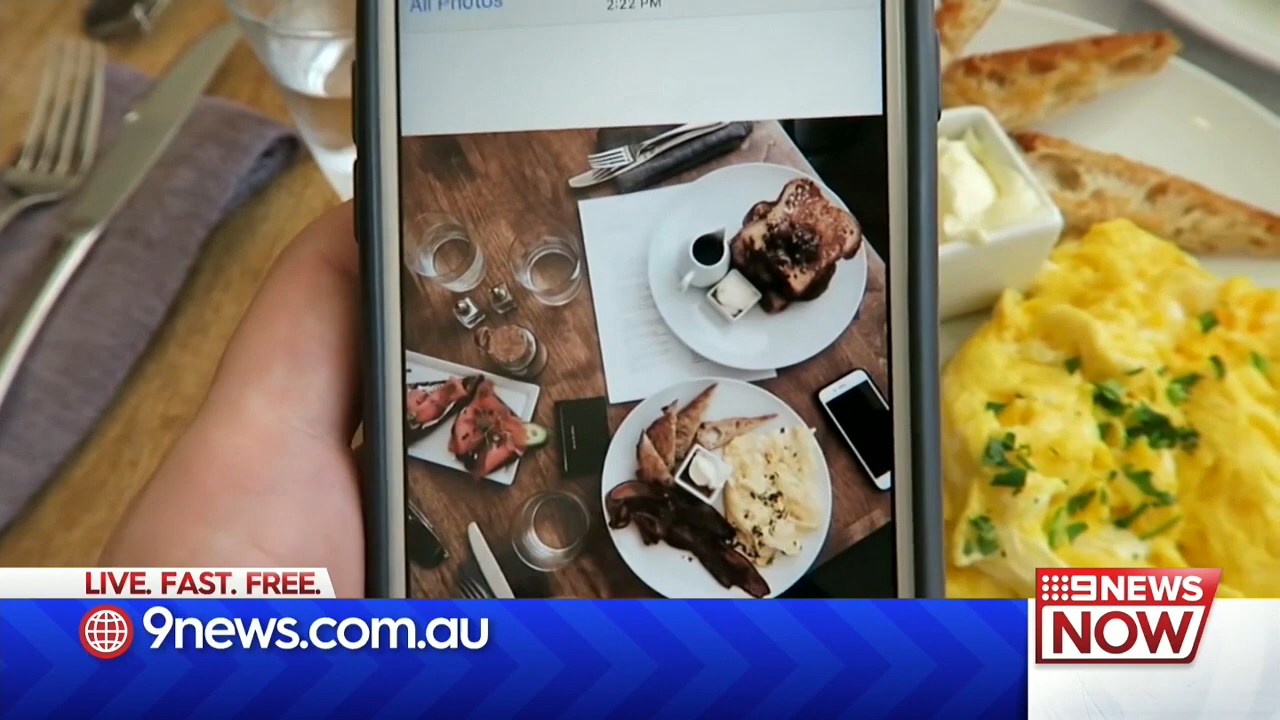 All Photos
2:22 PM
LIVE. FAST. FREE.
9news.com.au
9NEWS
NOW